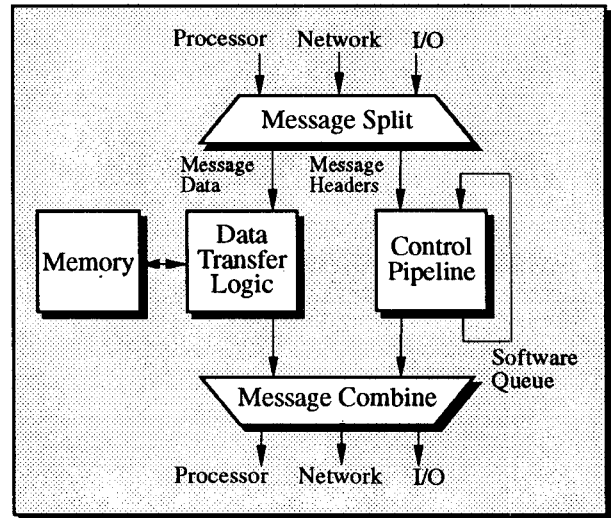 Processor Network I/O
Message Split
Message Data
Message Headers
Memory
Data Transfer Logic
Control Pipeline
Software Queue
Message Combine
Processor Network I/O